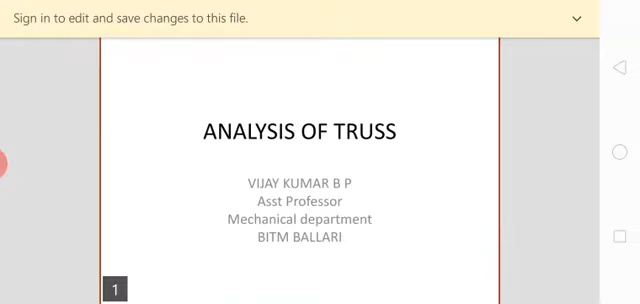 Sign in to edit and save changes to this file.
ANALYSIS OF TRUSS
VIJAY KUMAR B P
Asst Professor
Mechanical department
BITM BALLARI
1